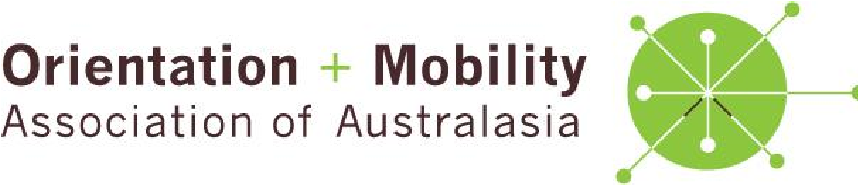 Orientation + Mobility
Association of Australasia